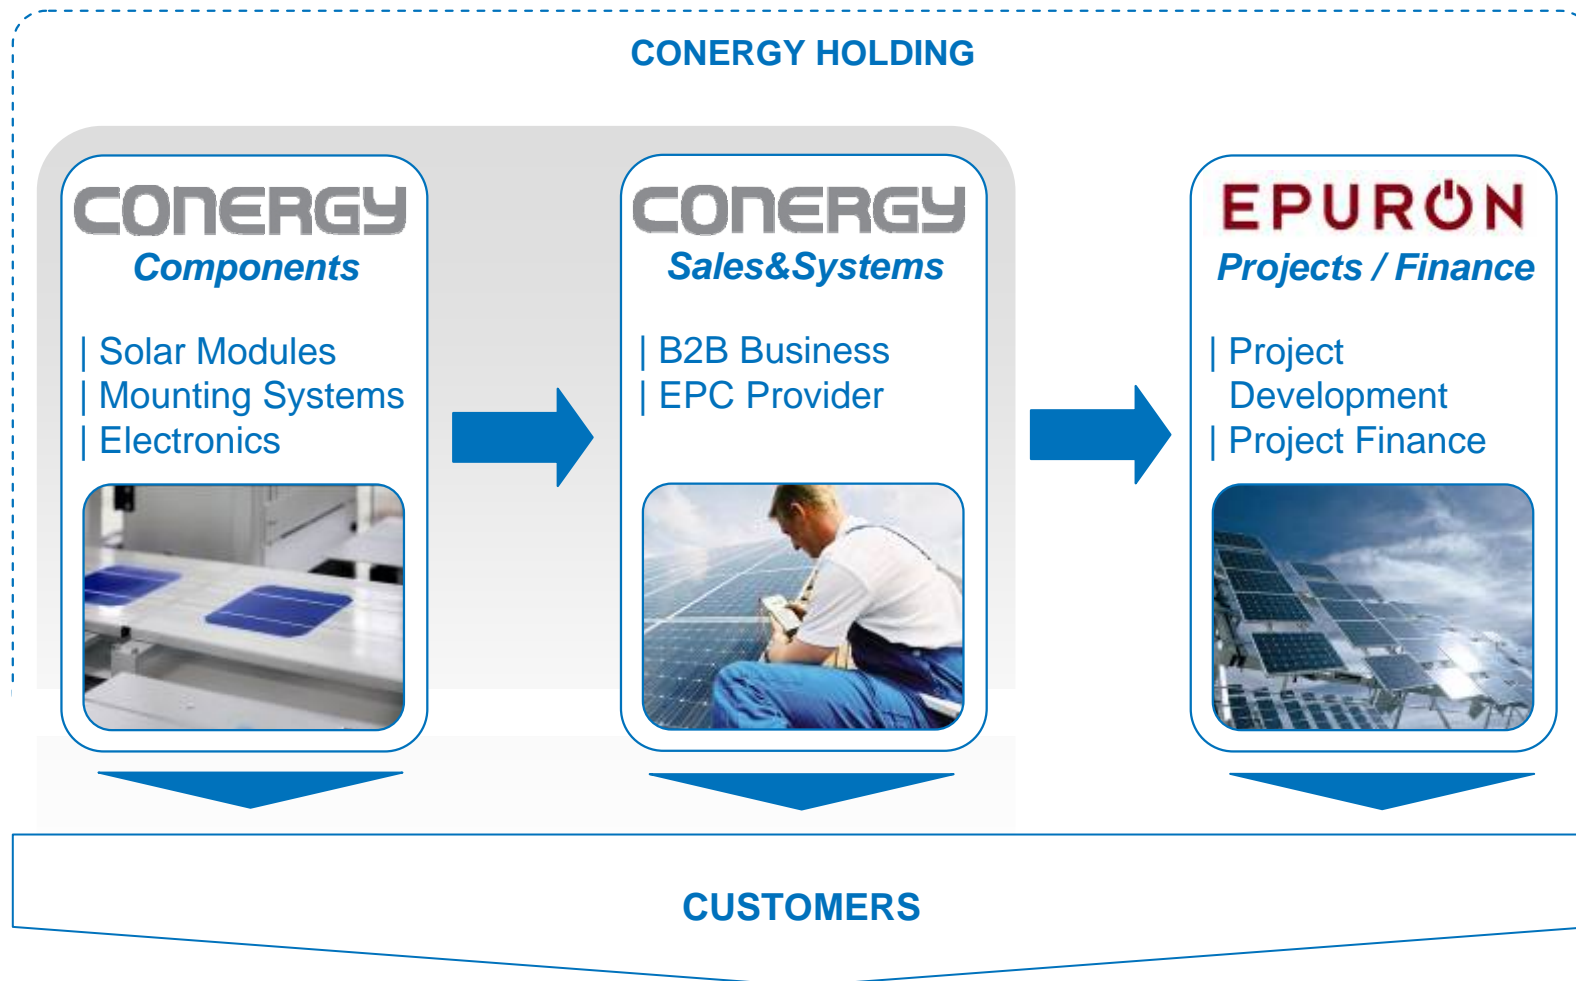 CONERGY HOLDING
CONERGY
Components
| Solar Modules
| Mounting Systems
| Electronics
CONERGY
Sales&Systems
| B2B Business
| EPC Provider
EPURON
Projects / Finance
| Project
Development
| Project Finance
CUSTOMERS